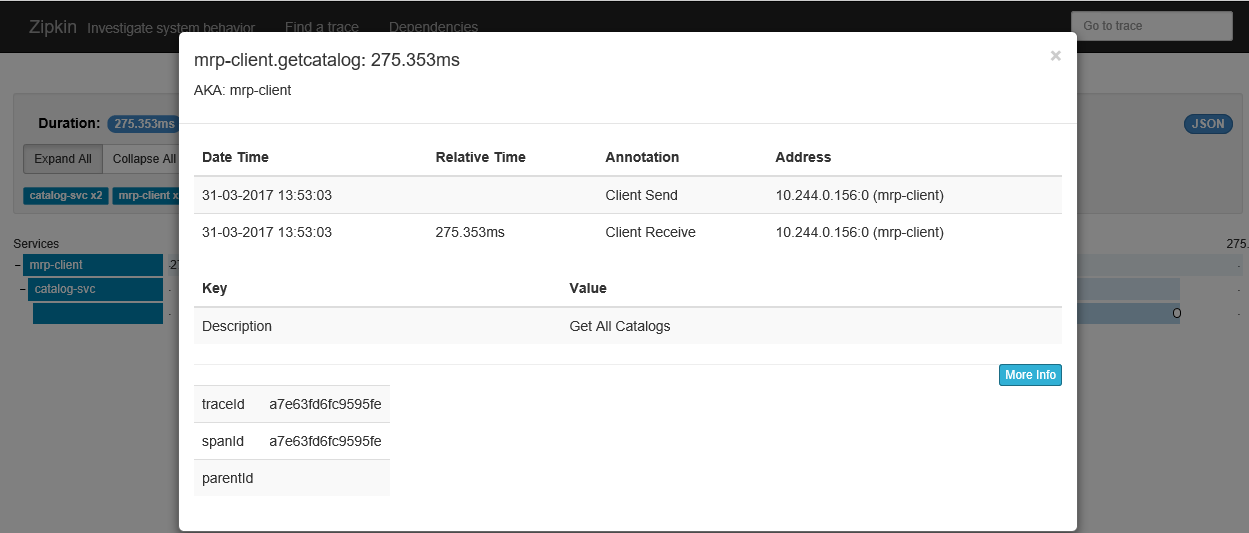 Zipkin Investigate system behavior Find a trace Dependencies Go to trace
mrp-client.getcatalog: 275.353ms ×
AKA: mrp-client
Duration: 275.353ms JSON
Expand All Collapse All
catalog-svc x2 mrp-client x
Date Time Relative Time Annotation Address
31-03-2017 13:53:03 Client Send 10.244.0.156:0 (mrp-client)
31-03-2017 13:53:03 275.353ms Client Receive 10.244.0.156:0 (mrp-client)
Services 275.
mrp-client
catalog-svc
Key Value
Description Get All Catalogs
More Info
traceId a7e63fd6fc9595fe
spanId a7e63fd6fc9595fe
parentId